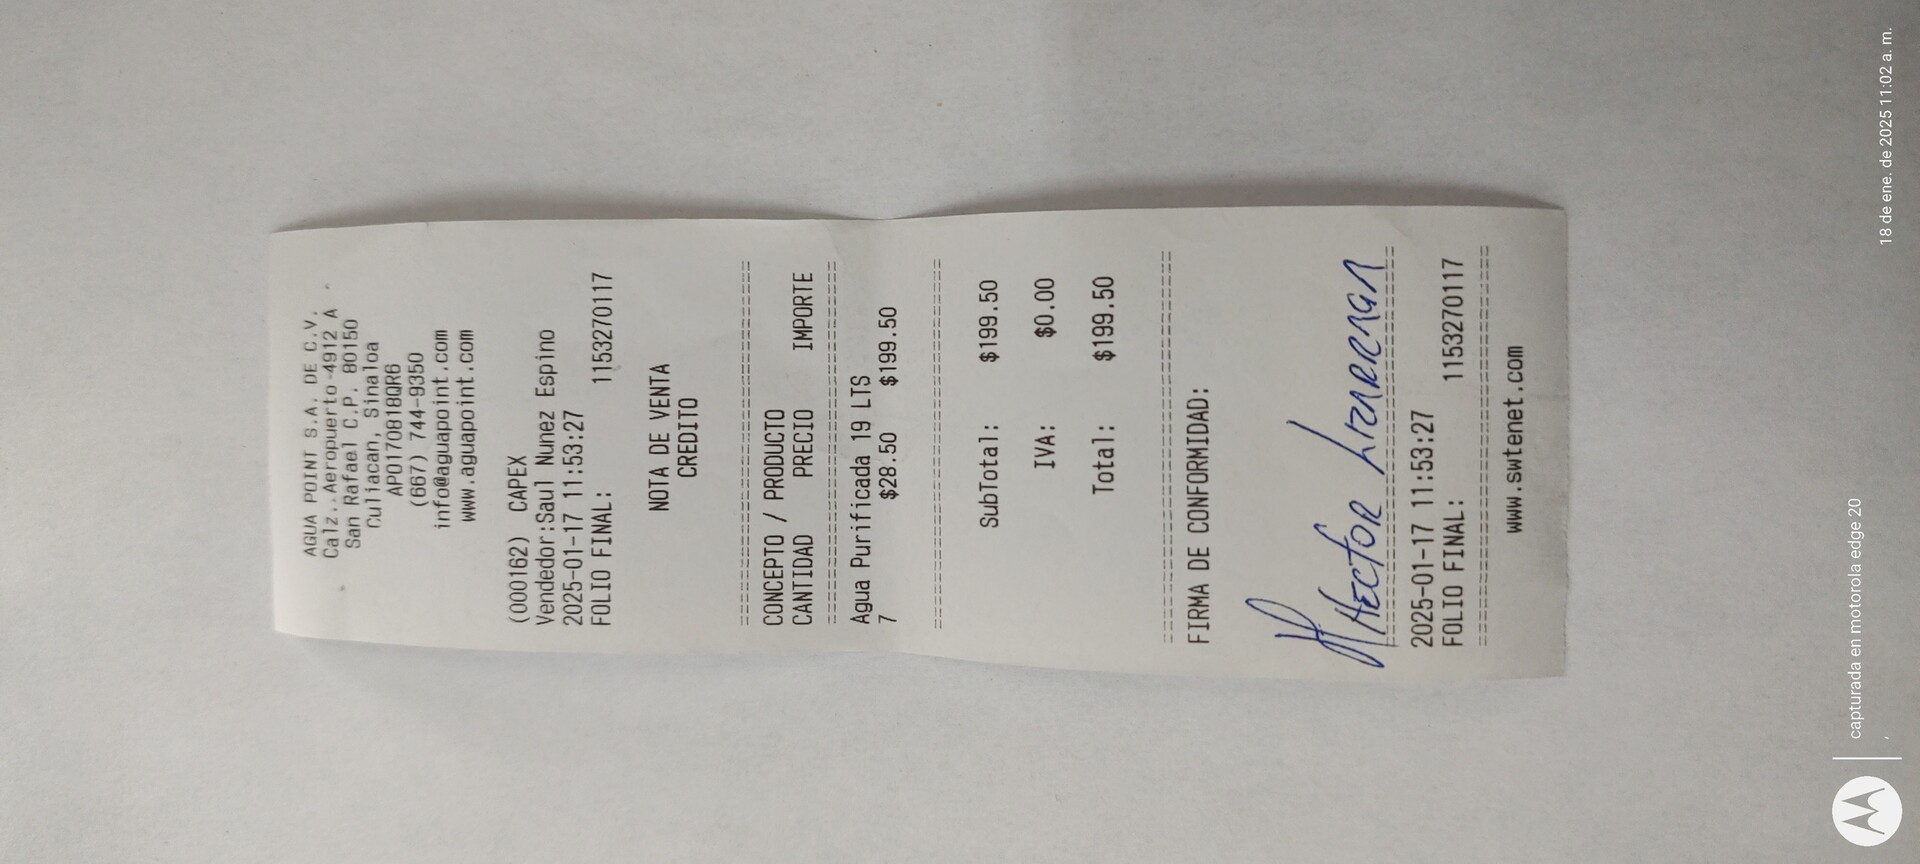 AGUA POINT S.A. DE C.V.
Calz. Aeropuerto 4912 A
San Rafael C.P. 80150
Culiacan, Sinaloa
APO170818QR6
(667) 744-9350
info@aguapoint.com
www.aguapoint.com
(000162) CAPEX
Vendedor:Saul Nunez Espino
2025-01-17 11:53:27
FOLIO FINAL: 1153270117
NOTA DE VENTA
CREDITO
CONCEPTO / PRODUCTO
CANTIDAD PRECIO IMPORTE
Agua Purificada 19 LTS
7 $28.50 $199.50
SubTotal: $199.50
IVA: $0.00
Total: $199.50
FIRMA DE CONFORMIDAD:
HECTOR LIZARRAGA
2025-01-17 11:53:27
FOLIO FINAL: 1153270117
www.swtenet.com
capturada en motorola edge 20
18 de ene. de 2025 11:02 a. m.